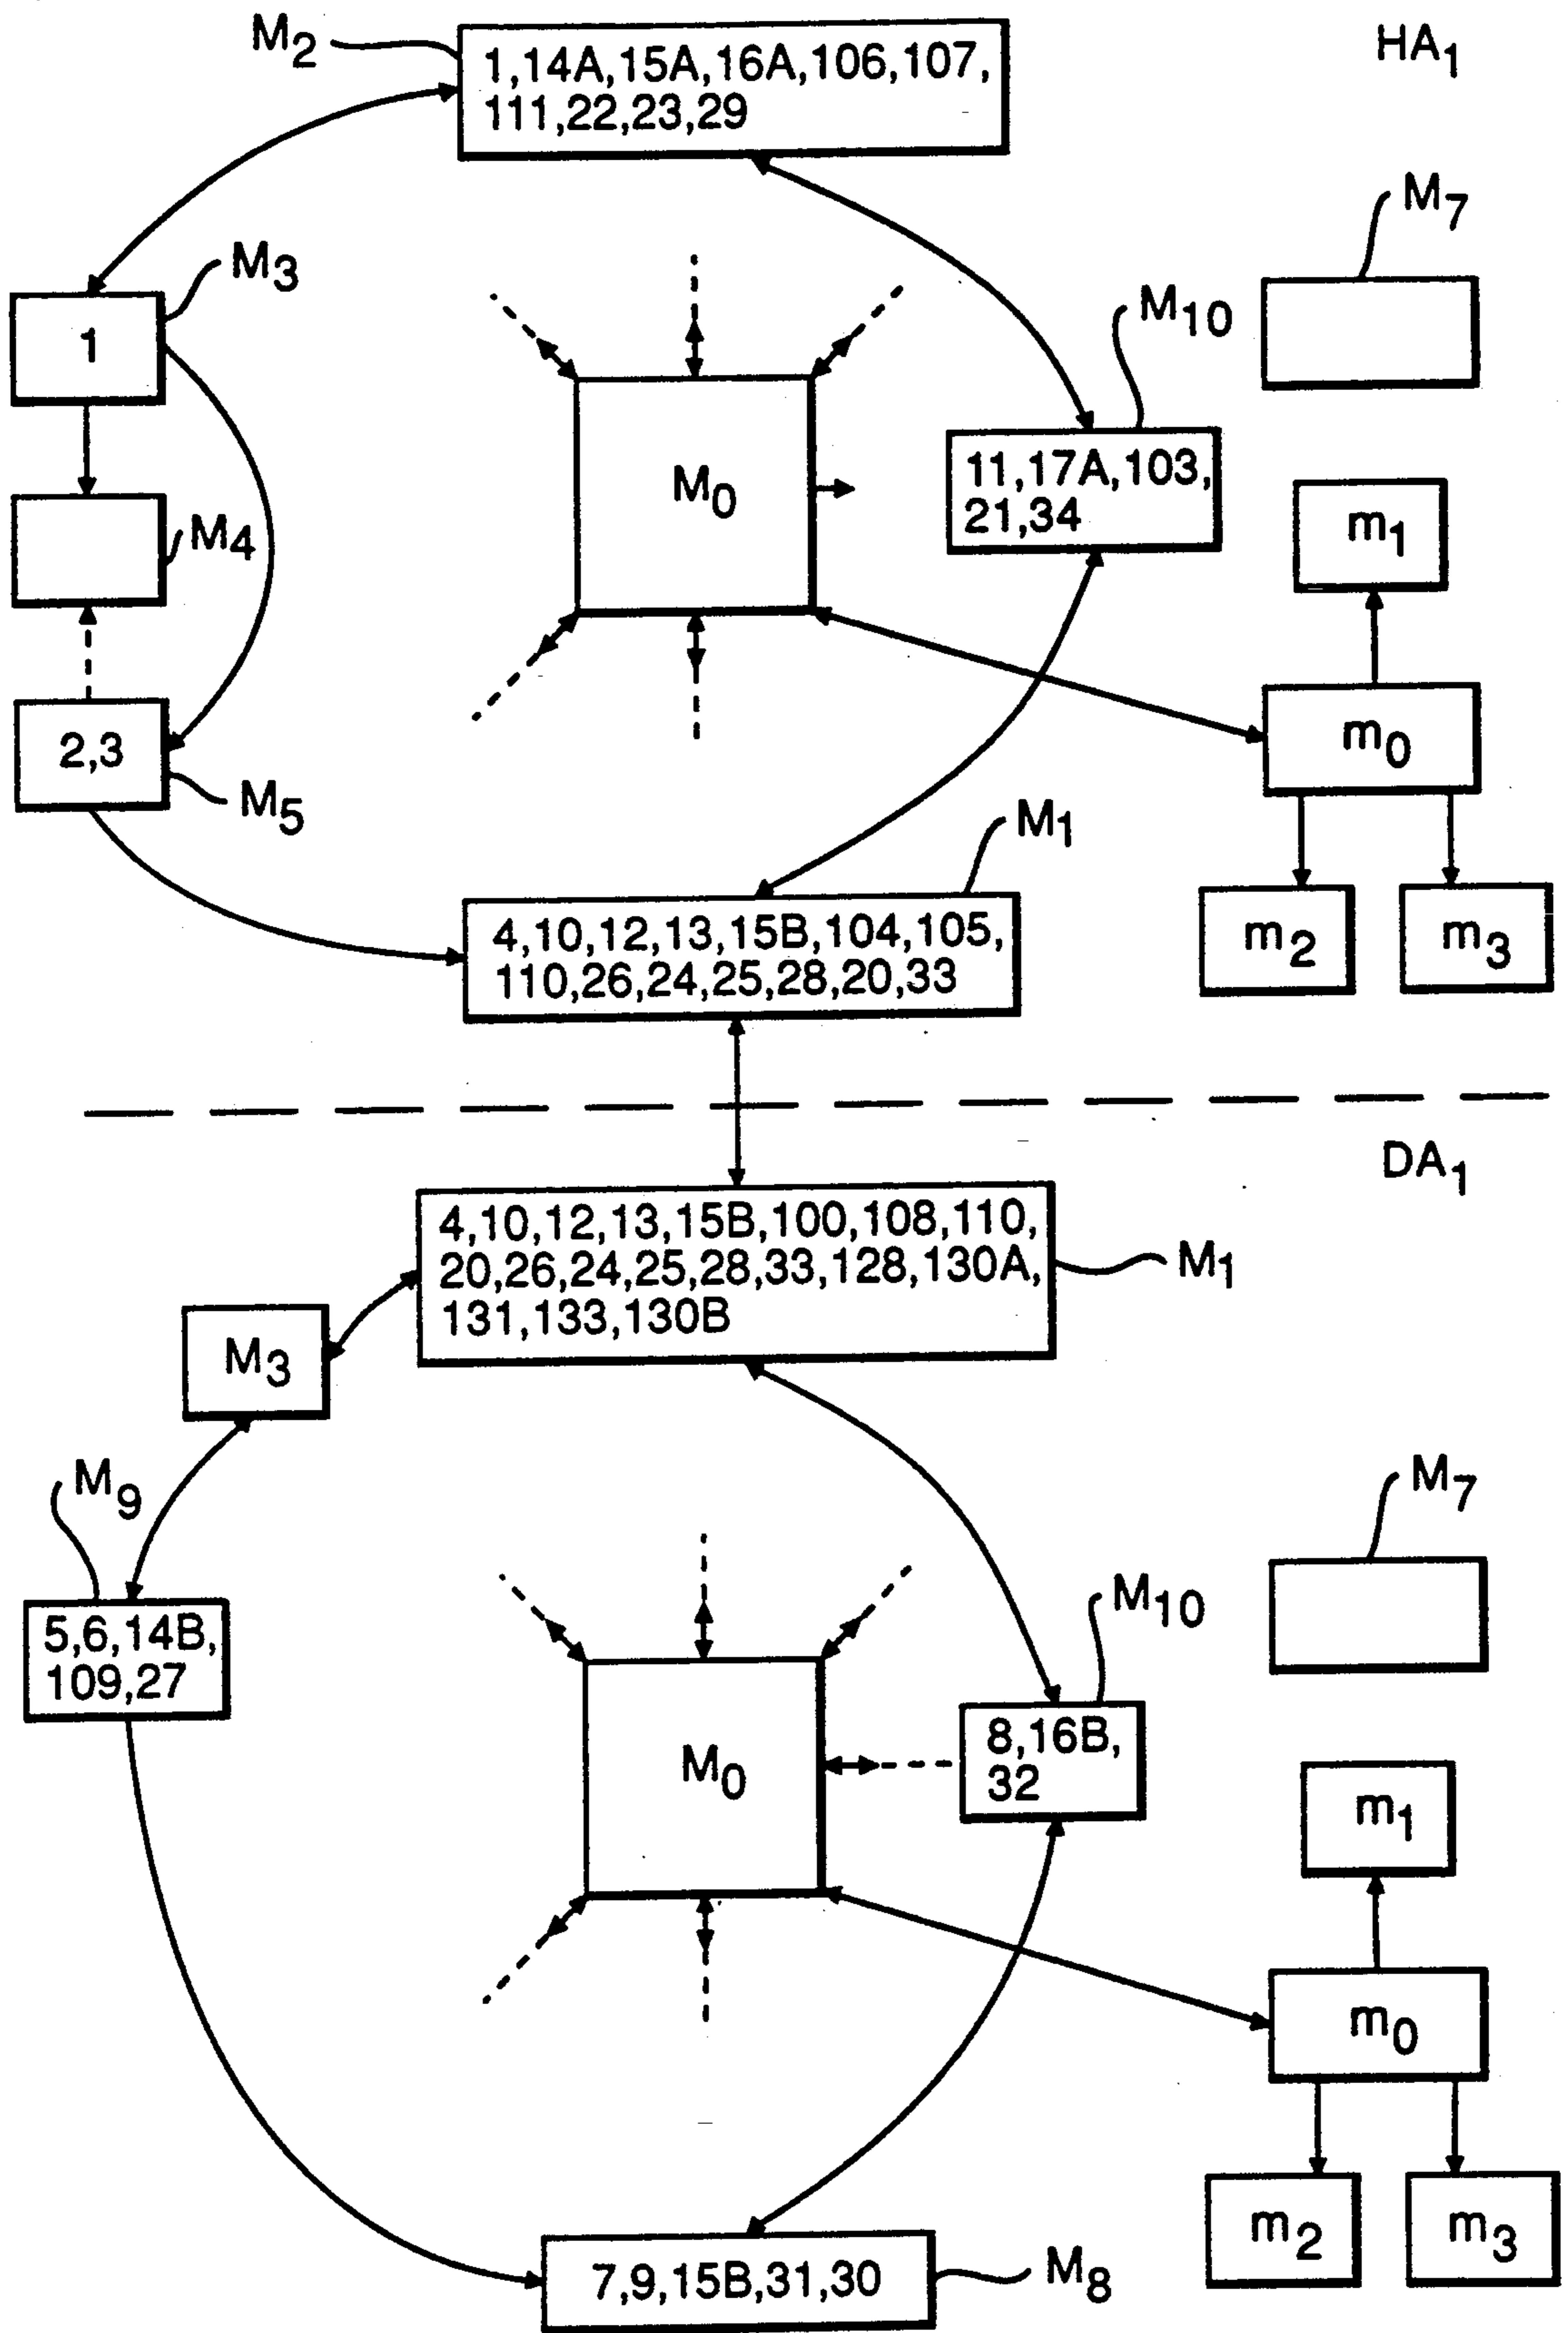 M2
1,14A,15A,16A,106,107,
111,22,23,29
HA1
M7
M3
1
M10
11,17A,103,
21,34
M0
m1
M4
2,3
M5
m0
M1
4,10,12,13,15B,104,105,
110,26,24,25,28,20,33
m2
m3
DA1
4,10,12,13,15B,100,108,110,
20,26,24,25,28,33,128,130A,
131,133,130B
M1
M3
M9
M7
5,6,14B,
109,27
M10
8,16B,
32
M0
m1
m0
m2
m3
7,9,15B,31,30
M8